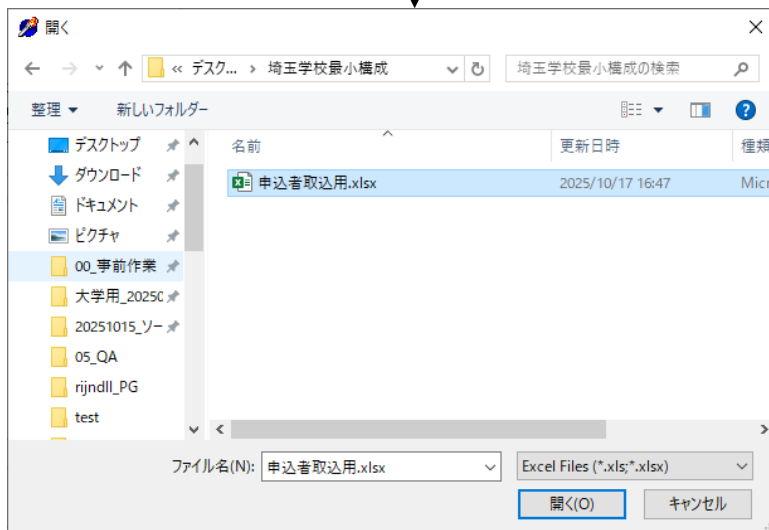 開く
« デスク... › 埼玉学校最小構成
埼玉学校最小構成の検索
整理 新しいフォルダー
名前 更新日時 種類
デスクトップ
ダウンロード
ドキュメント
ピクチャ
00_事前作業
大学用_2025
20251015_ソー
05_QA
rijndll_PG
test
申込者取込用.xlsx 2025/10/17 16:47 Micr
ファイル名(N): 申込者取込用.xlsx Excel Files (*.xls;*.xlsx)
開く(O) キャンセル